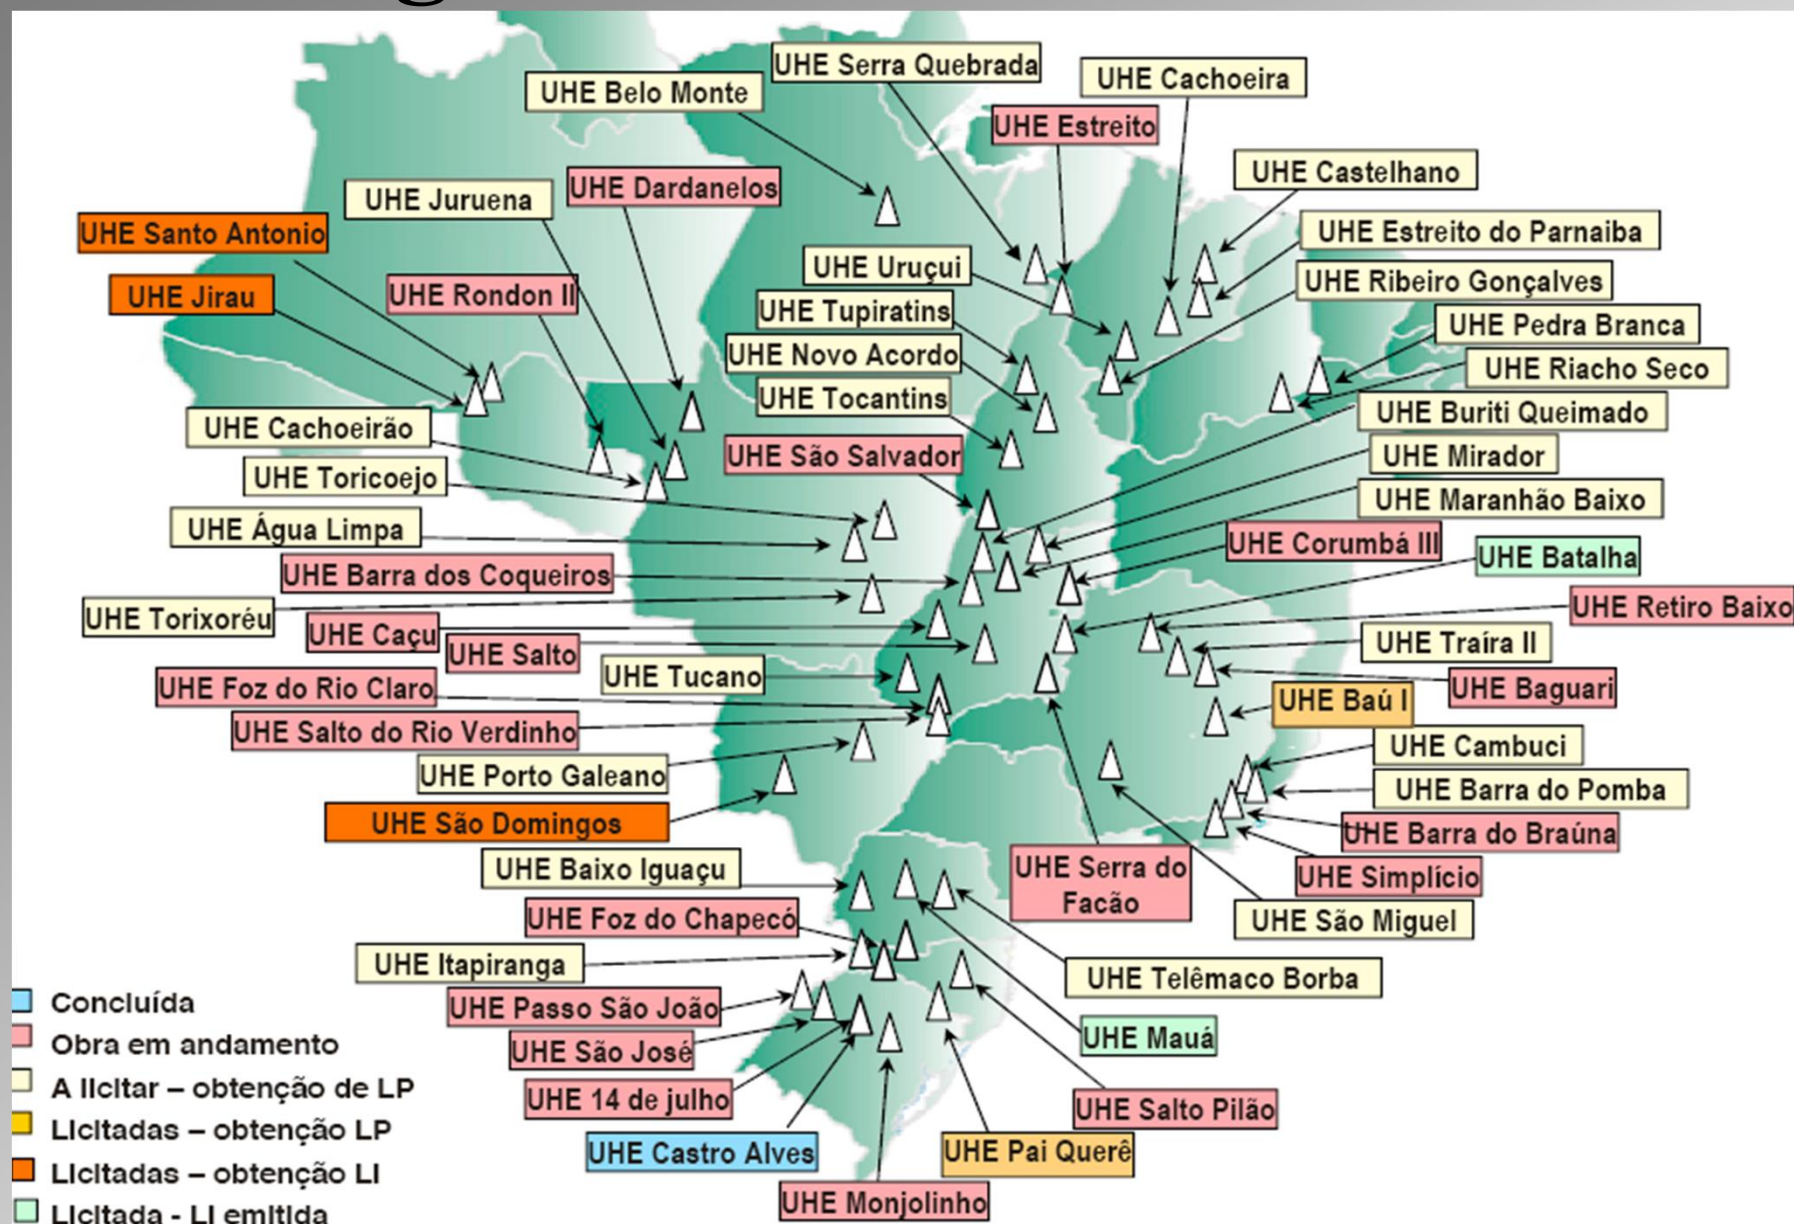 UHE Serra Quebrada
UHE Cachoeira
UHE Belo Monte
UHE Estreito
UHE Castelhano
UHE Dardanelos
UHE Juruena
UHE Santo Antonio
UHE Estreito do Parnaiba
UHE Uruçui
UHE Ribeiro Gonçalves
UHE Jirau
UHE Rondon II
UHE Tupiratins
UHE Pedra Branca
UHE Novo Acordo
UHE Riacho Seco
UHE Tocantins
UHE Buriti Queimado
UHE Cachoeirão
UHE São Salvador
UHE Mirador
UHE Toricoejo
UHE Maranhão Baixo
UHE Água Limpa
UHE Corumbá III
UHE Batalha
UHE Barra dos Coqueiros
UHE Retiro Baixo
UHE Torixoréu
UHE Caçu
UHE Traíra II
UHE Salto
UHE Tucano
UHE Foz do Rio Claro
UHE Baguari
UHE Baú I
UHE Salto do Rio Verdinho
UHE Cambuci
UHE Porto Galeano
UHE Barra do Pomba
UHE São Domingos
UHE Barra do Braúna
UHE Baixo Iguaçu
UHE Serra do
Facão
UHE Simplício
UHE Foz do Chapecó
UHE São Miguel
UHE Itapiranga
UHE Telêmaco Borba
UHE Passo São João
UHE Mauá
UHE São José
UHE 14 de julho
UHE Salto Pilão
UHE Castro Alves
UHE Pai Querê
UHE Monjolinho
Concluída
Obra em andamento
A licitar – obtenção de LP
Licitadas – obtenção LP
Licitadas – obtenção LI
Licitada - LI emitida